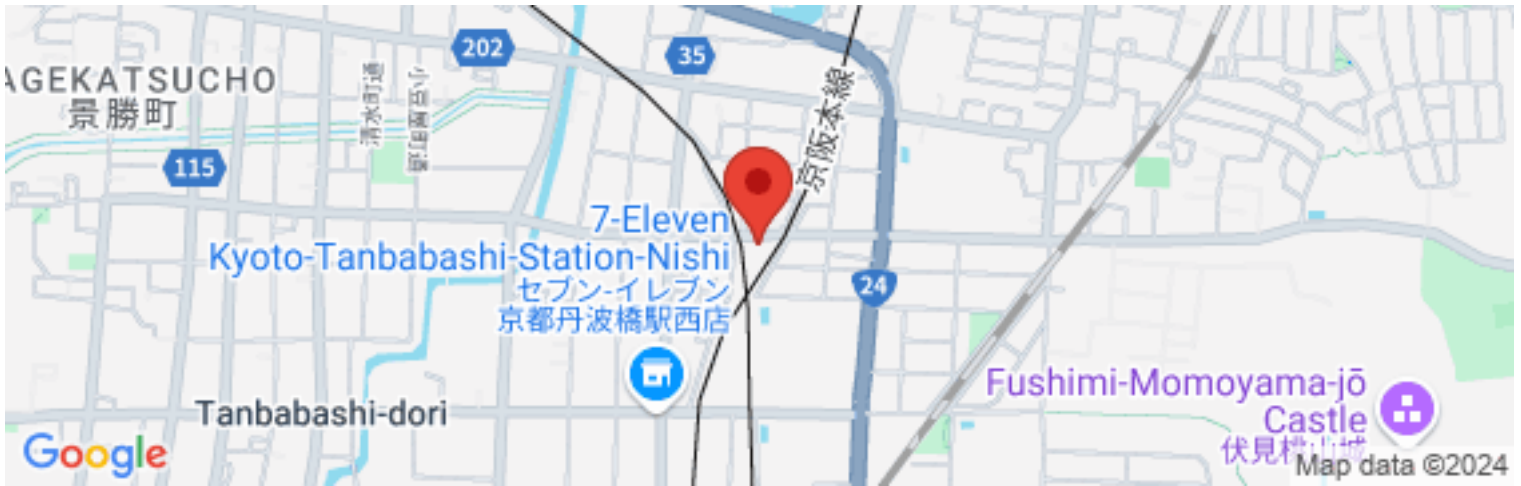 202
35
AGEKATSUCHO
景勝町
清水町通
115
京阪本線
7-Eleven
Kyoto-Tanbabashi-Station-Nishi
セブン-イレブン
京都丹波橋駅西店
24
Tanbabashi-dori
Fushimi-Momoyama-jō
Castle
伏見桃山城
Google
Map data ©2024